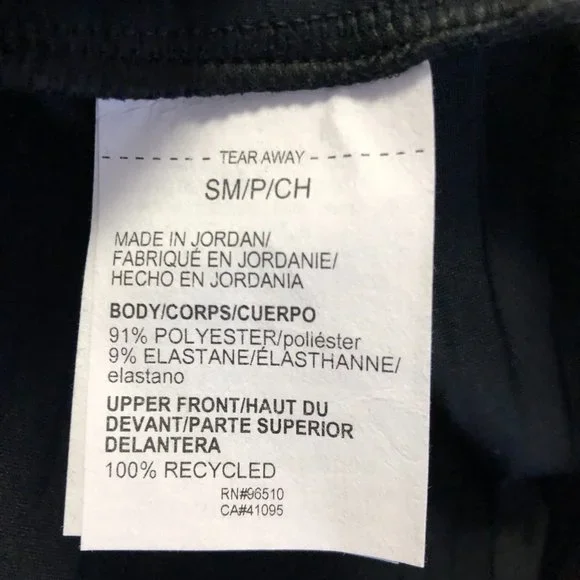 ------ TEAR AWAY ------
SM/P/CH
MADE IN JORDAN/
FABRIQUÉ EN JORDANIE/
HECHO EN JORDANIA
BODY/CORPS/CUERPO
91% POLYESTER/poliéster
9% ELASTANE/ÉLASTHANNE/
elastano
UPPER FRONT/HAUT DU
DEVANT/PARTE SUPERIOR
DELANTERA
100% RECYCLED
RN#96510
CA#41095